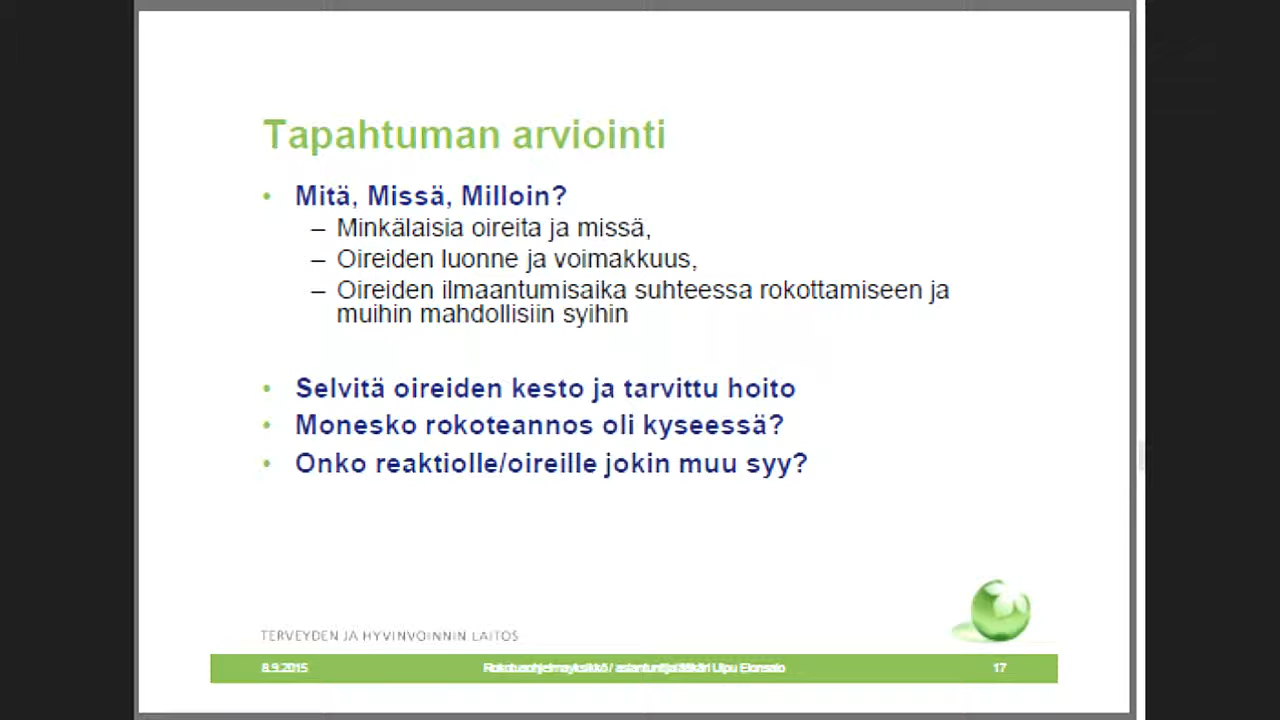 Tapahtuman arviointi
• Mitä, Missä, Milloin?
– Minkälaisia oireita ja missä,
– Oireiden luonne ja voimakkuus,
– Oireiden ilmaantumisaika suhteessa rokottamiseen ja
muihin mahdollisiin syihin
• Selvitä oireiden kesto ja tarvittu hoito
• Monesko rokoteannos oli kyseessä?
• Onko reaktiolle/oireille jokin muu syy?
TERVEYDEN JA HYVINVOINNIN LAITOS
8.9.2015
/ Ulpu Elonsalo
17